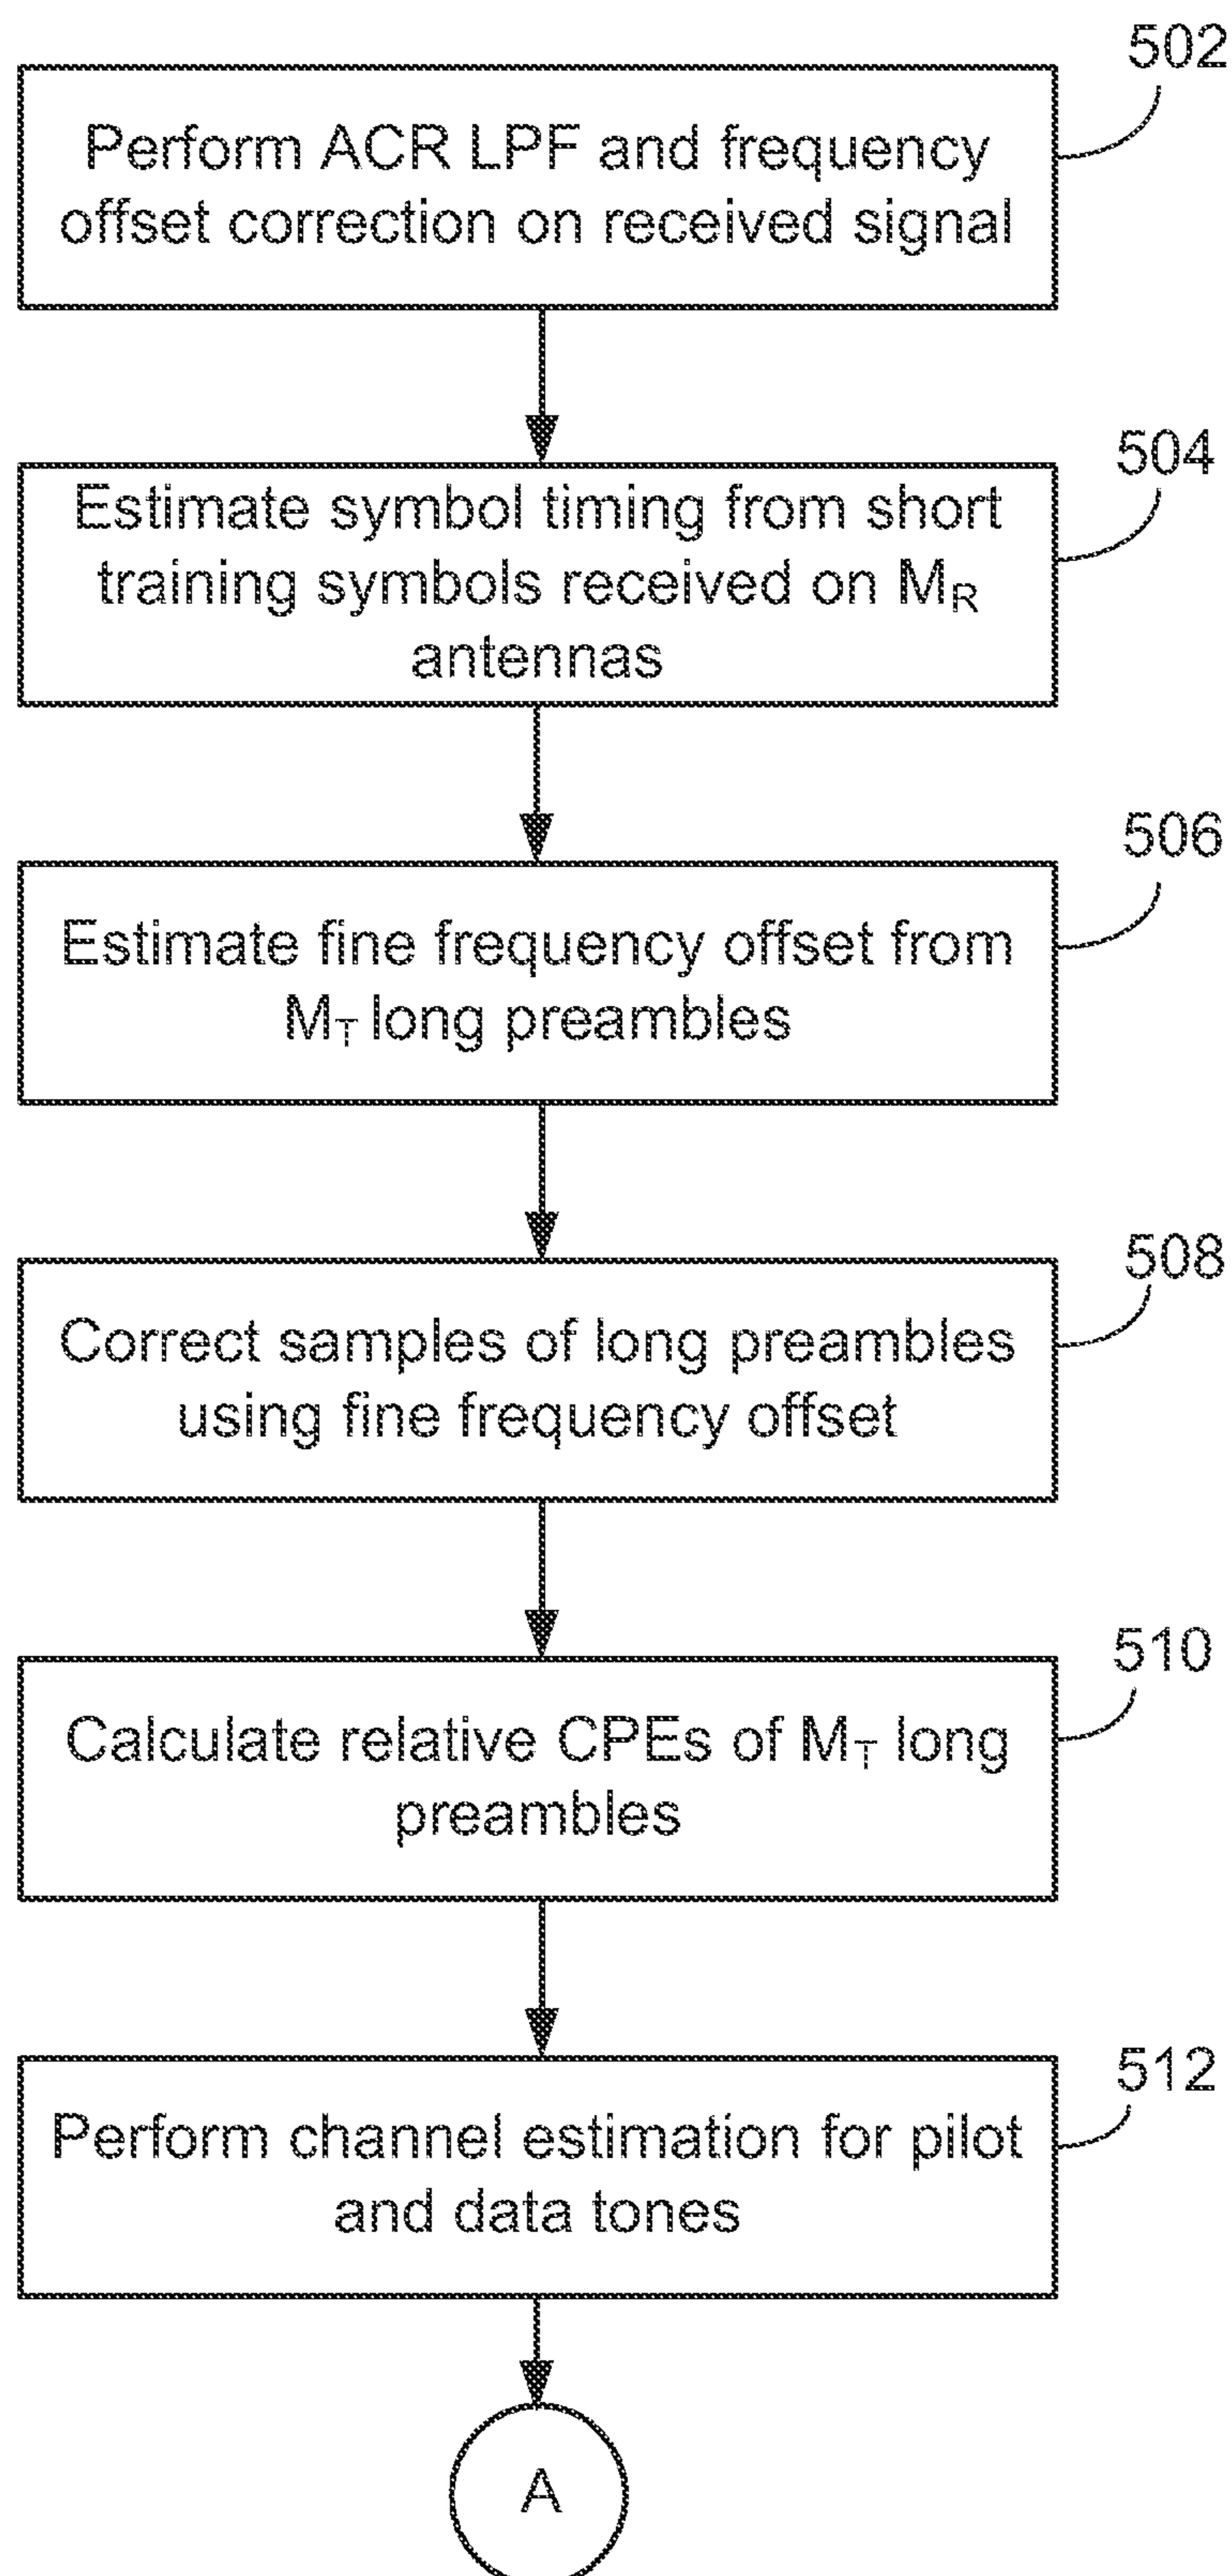 502
Perform ACR LPF and frequency
offset correction on received signal
504
Estimate symbol timing from short
training symbols received on MR
antennas
506
Estimate fine frequency offset from
MT long preambles
508
Correct samples of long preambles
using fine frequency offset
510
Calculate relative CPEs of MT long
preambles
512
Perform channel estimation for pilot
and data tones
A